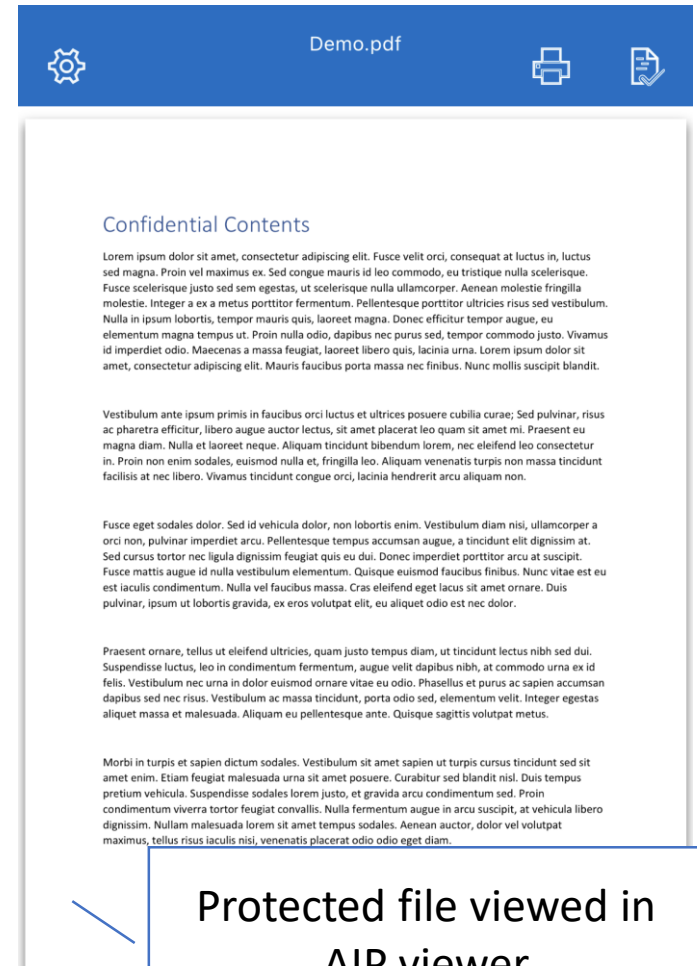 Demo.pdf
Confidential Contents
Lorem ipsum dolor sit amet, consectetur adipiscing elit. Fusce velit orci, consequat at luctus in, luctus
sed magna. Proin vel maximus ex. Sed congue mauris id leo commodo, eu tristique nulla scelerisque.
Fusce scelerisque justo sed sem egestas, ut scelerisque nulla ullamcorper. Aenean molestie fringilla
molestie. Integer a ex a metus porttitor fermentum. Pellentesque porttitor ultricies risus sed vestibulum.
Nulla in ipsum lobortis, tempor mauris quis, laoreet magna. Donec efficitur tempor augue, eu
elementum magna tempus ut. Proin nulla odio, dapibus nec purus sed, tempor commodo justo. Vivamus
id imperdiet odio. Maecenas a massa feugiat, laoreet libero quis, lacinia urna. Lorem ipsum dolor sit
amet, consectetur adipiscing elit. Mauris faucibus porta massa nec finibus. Nunc mollis suscipit blandit.
Vestibulum ante ipsum primis in faucibus orci luctus et ultrices posuere cubilia curae; Sed pulvinar, risus
ac pharetra efficitur, libero augue auctor lectus, sit amet placerat leo quam sit amet mi. Praesent eu
magna diam. Nulla et laoreet neque. Aliquam tincidunt bibendum lorem, nec eleifend leo consectetur
in. Proin non enim sodales, euismod nulla et, fringilla leo. Aliquam venenatis turpis non massa tincidunt
facilisis at nec libero. Vivamus tincidunt congue orci, lacinia hendrerit arcu aliquam non.
Fusce eget sodales dolor. Sed id vehicula dolor, non lobortis enim. Vestibulum diam nisi, ullamcorper a
orci non, pulvinar imperdiet arcu. Pellentesque tempus accumsan augue, a tincidunt elit dignissim at.
Sed cursus tortor nec ligula dignissim feugiat quis eu dui. Donec imperdiet porttitor arcu at suscipit.
Fusce mattis augue id nulla vestibulum elementum. Quisque euismod faucibus finibus. Nunc vitae est eu
est iaculis condimentum. Nulla vel faucibus massa. Cras eleifend eget lacus sit amet ornare. Duis
pulvinar, ipsum ut lobortis gravida, ex eros volutpat elit, eu aliquet odio est nec dolor.
Praesent ornare, tellus ut eleifend ultricies, quam justo tempus diam, ut tincidunt lectus nibh sed dui.
Suspendisse luctus, leo in condimentum fermentum, augue velit dapibus nibh, at commodo urna ex id
felis. Vestibulum nec urna in dolor euismod ornare vitae eu odio. Phasellus et purus ac sapien accumsan
dapibus sed nec risus. Vestibulum ac massa tincidunt, porta odio sed, elementum velit. Integer egestas
aliquet massa et malesuada. Aliquam eu pellentesque ante. Quisque sagittis volutpat metus.
Morbi in turpis et sapien dictum sodales. Vestibulum sit amet sapien ut turpis cursus tincidunt sed sit
amet enim. Etiam feugiat malesuada urna sit amet posuere. Curabitur sed blandit nisl. Duis tempus
pretium vehicula. Suspendisse sodales lorem justo, et gravida arcu condimentum sed. Proin
condimentum viverra tortor feugiat convallis. Nulla fermentum augue in arcu suscipit, at vehicula libero
dignissim. Nullam malesuada lorem sit amet tempus sodales. Aenean auctor, dolor vel volutpat
maximus, tellus risus iaculis nisi, venenatis placerat odio odio eget diam.
Protected file viewed in
AIP viewer